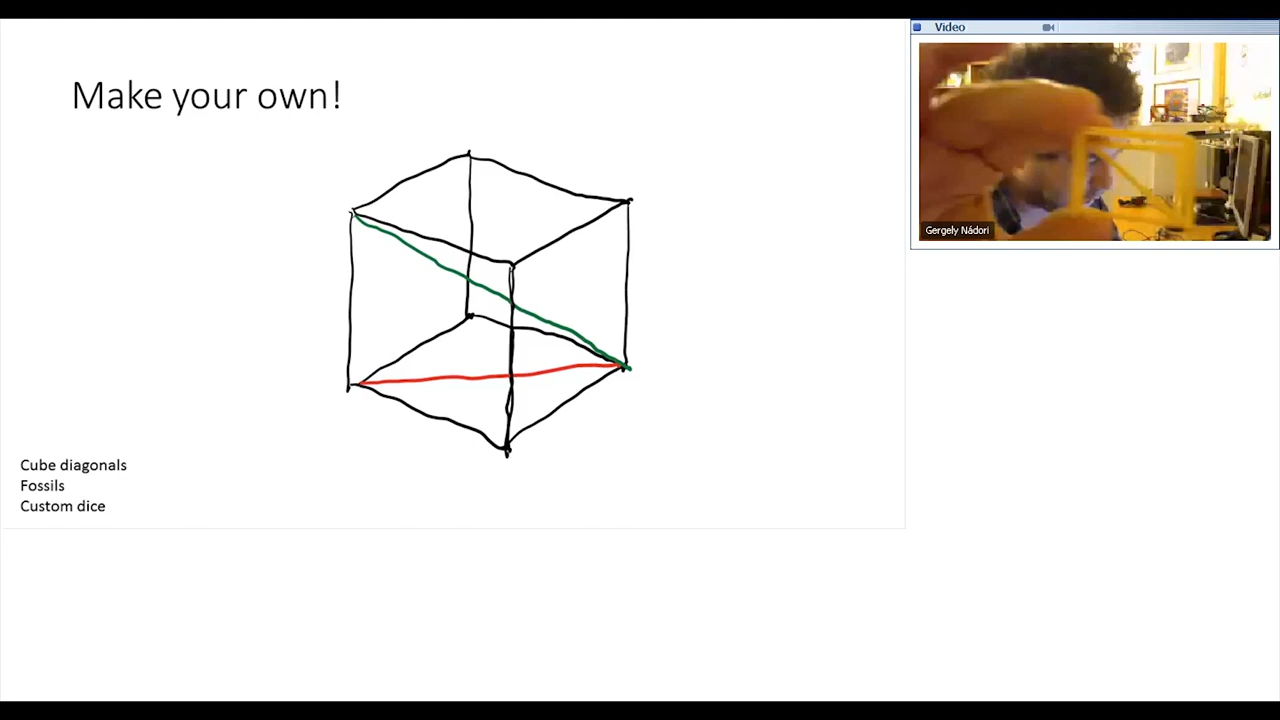 Make your own!
Video
Gergely Nádori
Cube diagonals
Fossils
Custom dice